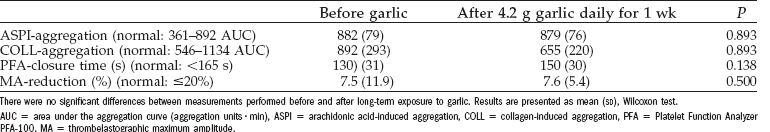 Before garlic After 4.2 g garlic daily for 1 wk P
ASPI-aggregation (normal: 361–892 AUC) 882 (79) 879 (76) 0.893
COLL-aggregation (normal: 546–1134 AUC) 892 (293) 655 (220) 0.893
PFA-closure time (s) (normal: <165 s) 130) (31) 150 (30) 0.138
MA-reduction (%) (normal: ≤20%) 7.5 (11.9) 7.6 (5.4) 0.500
There were no significant differences between measurements performed before and after long-term exposure to garlic. Results are presented as mean (SD), Wilcoxon test.
AUC = area under the aggregation curve (aggregation units · min), ASPI = arachidonic acid-induced aggregation, COLL = collagen-induced aggregation, PFA = Platelet Function Analyzer
PFA-100. MA = thrombelastographic maximum amplitude.